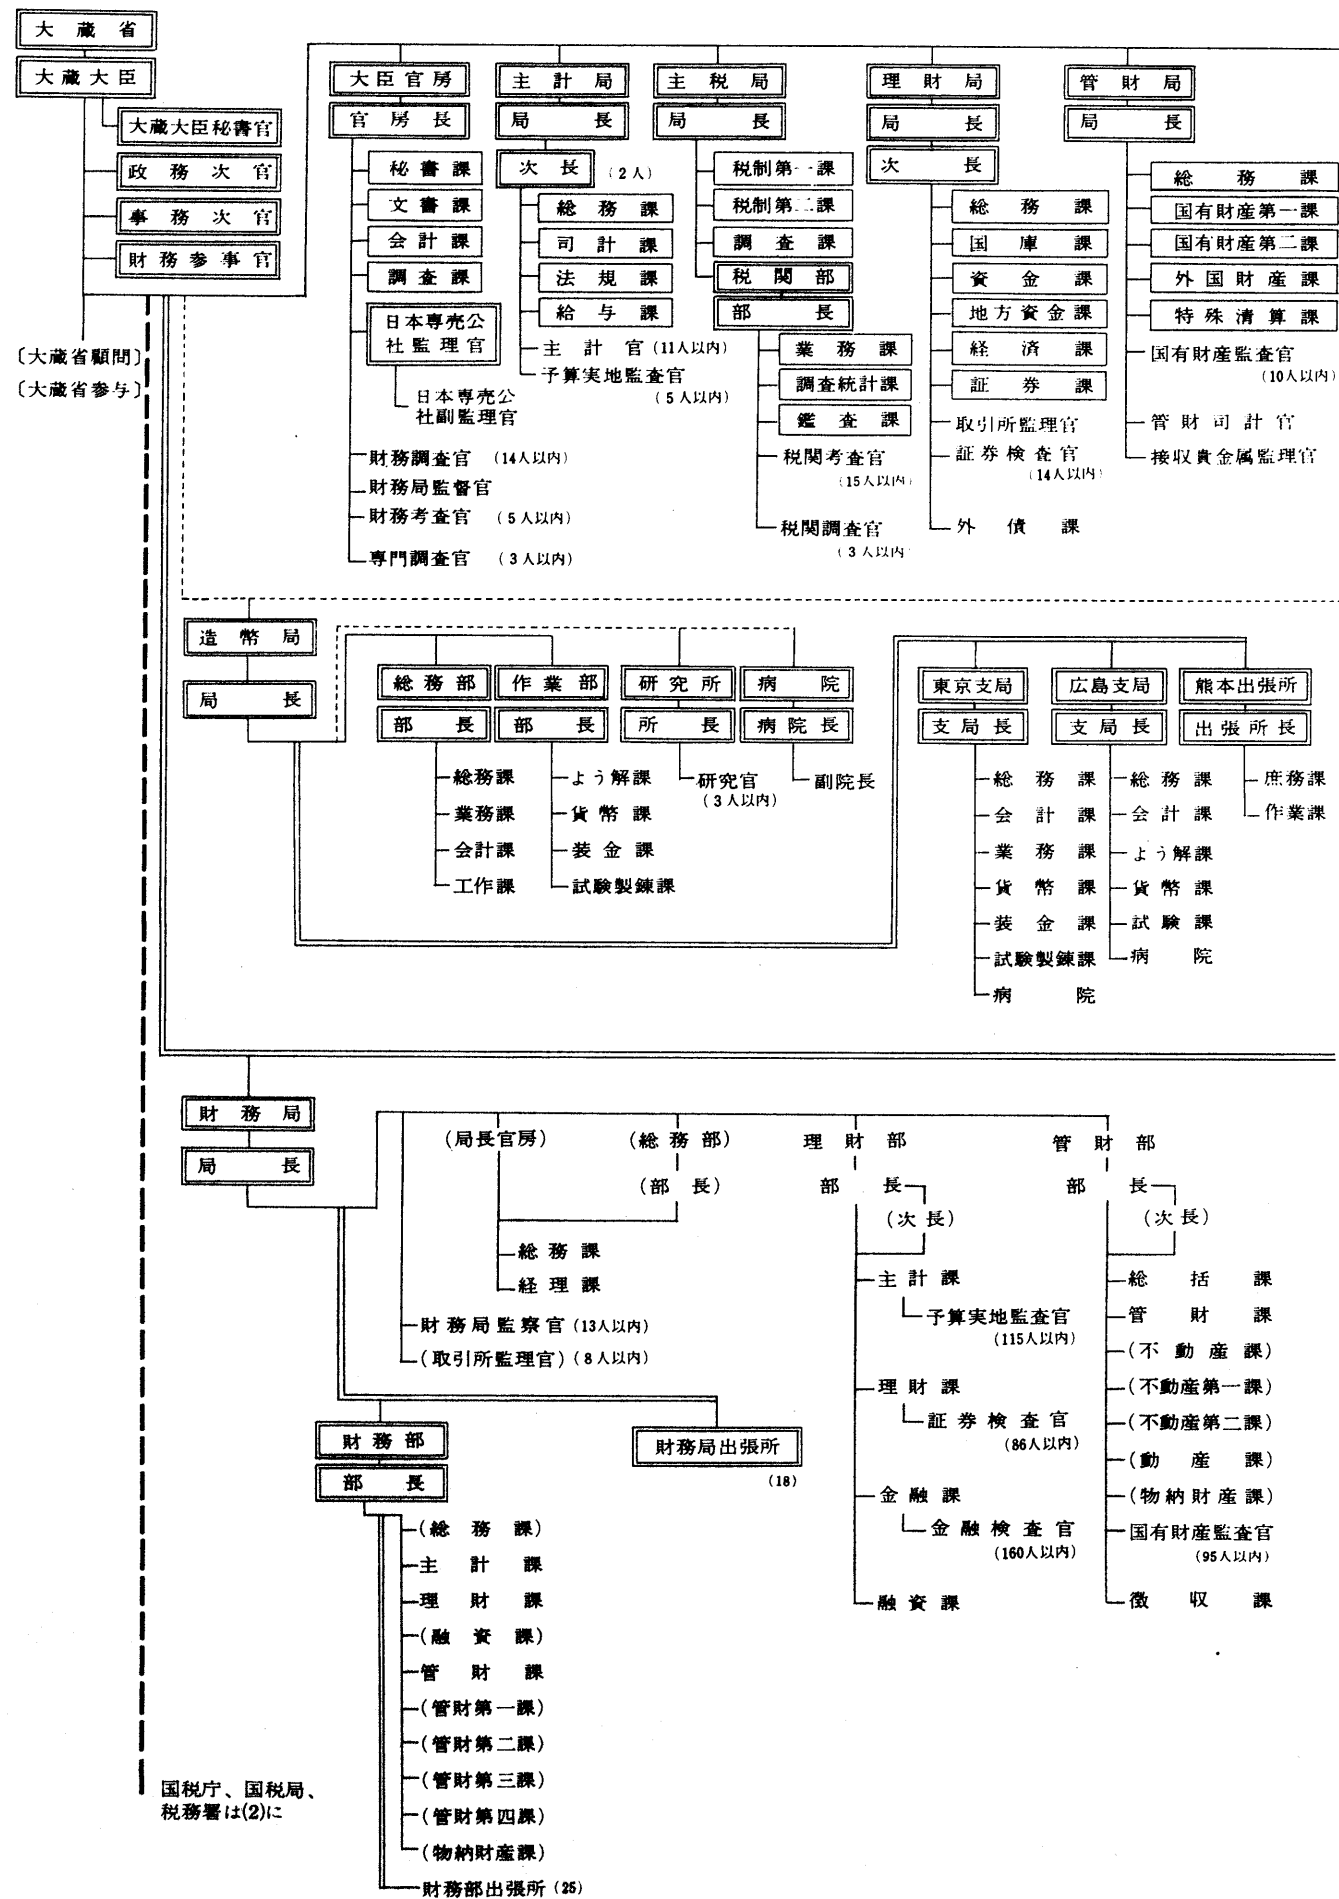 大蔵省
大蔵大臣
大蔵大臣秘書官
政務次官
事務次官
財務参事官
〔大蔵省顧問〕
〔大蔵省参与〕
大臣官房
官房長
秘書課
文書課
会計課
調査課
日本専売公
社監理官
日本専売公
社副監理官
財務調査官 (14人以内)
財務局監督官
財務考査官 (5人以内)
専門調査官 (3人以内)
主計局
局長
次長 (2人)
総務課
司計課
法規課
給与課
主計官 (11人以内)
予算実地監査官
(5人以内)
主税局
局長
税制第一課
税制第二課
調査課
税関部
部長
業務課
調査統計課
鑑査課
税関考査官
(15人以内)
税関調査官
(3人以内)
理財局
局長
次長
総務課
国庫課
資金課
地方資金課
経済課
証券課
取引所監理官
証券検査官
(14人以内)
外債課
管財局
局長
総務課
国有財産第一課
国有財産第二課
外国財産課
特殊清算課
国有財産監査官
(10人以内)
管財司計官
接収貴金属監理官
造幣局
局長
総務部
部長
総務課
業務課
会計課
工作課
作業部
部長
よう解課
貨幣課
装金課
試験製錬課
研究所
所長
研究官
(3人以内)
病院
病院長
副院長
東京支局
支局長
総務課
会計課
業務課
貨幣課
装金課
試験製錬課
病院
広島支局
支局長
総務課
会計課
よう解課
貨幣課
試験課
病院
熊本出張所
出張所長
庶務課
作業課
財務局
局長
(局長官房)
(総務部)
(部長)
総務課
経理課
財務局監察官 (13人以内)
(取引所監理官) (8人以内)
理財部
部長
(次長)
主計課
予算実地監査官
(115人以内)
理財課
証券検査官
(86人以内)
金融課
金融検査官
(160人以内)
融資課
管財部
部長
(次長)
総括課
管財課
(不動産課)
(不動産第一課)
(不動産第二課)
(動産課)
(物納財産課)
国有財産監査官
(95人以内)
徴収課
財務部
部長
(総務課)
主計課
理財課
(融資課)
管財課
(管財第一課)
(管財第二課)
(管財第三課)
(管財第四課)
(物納財産課)
財務部出張所 (25)
財務局出張所
(18)
国税庁、国税局、
税務署は(2)に